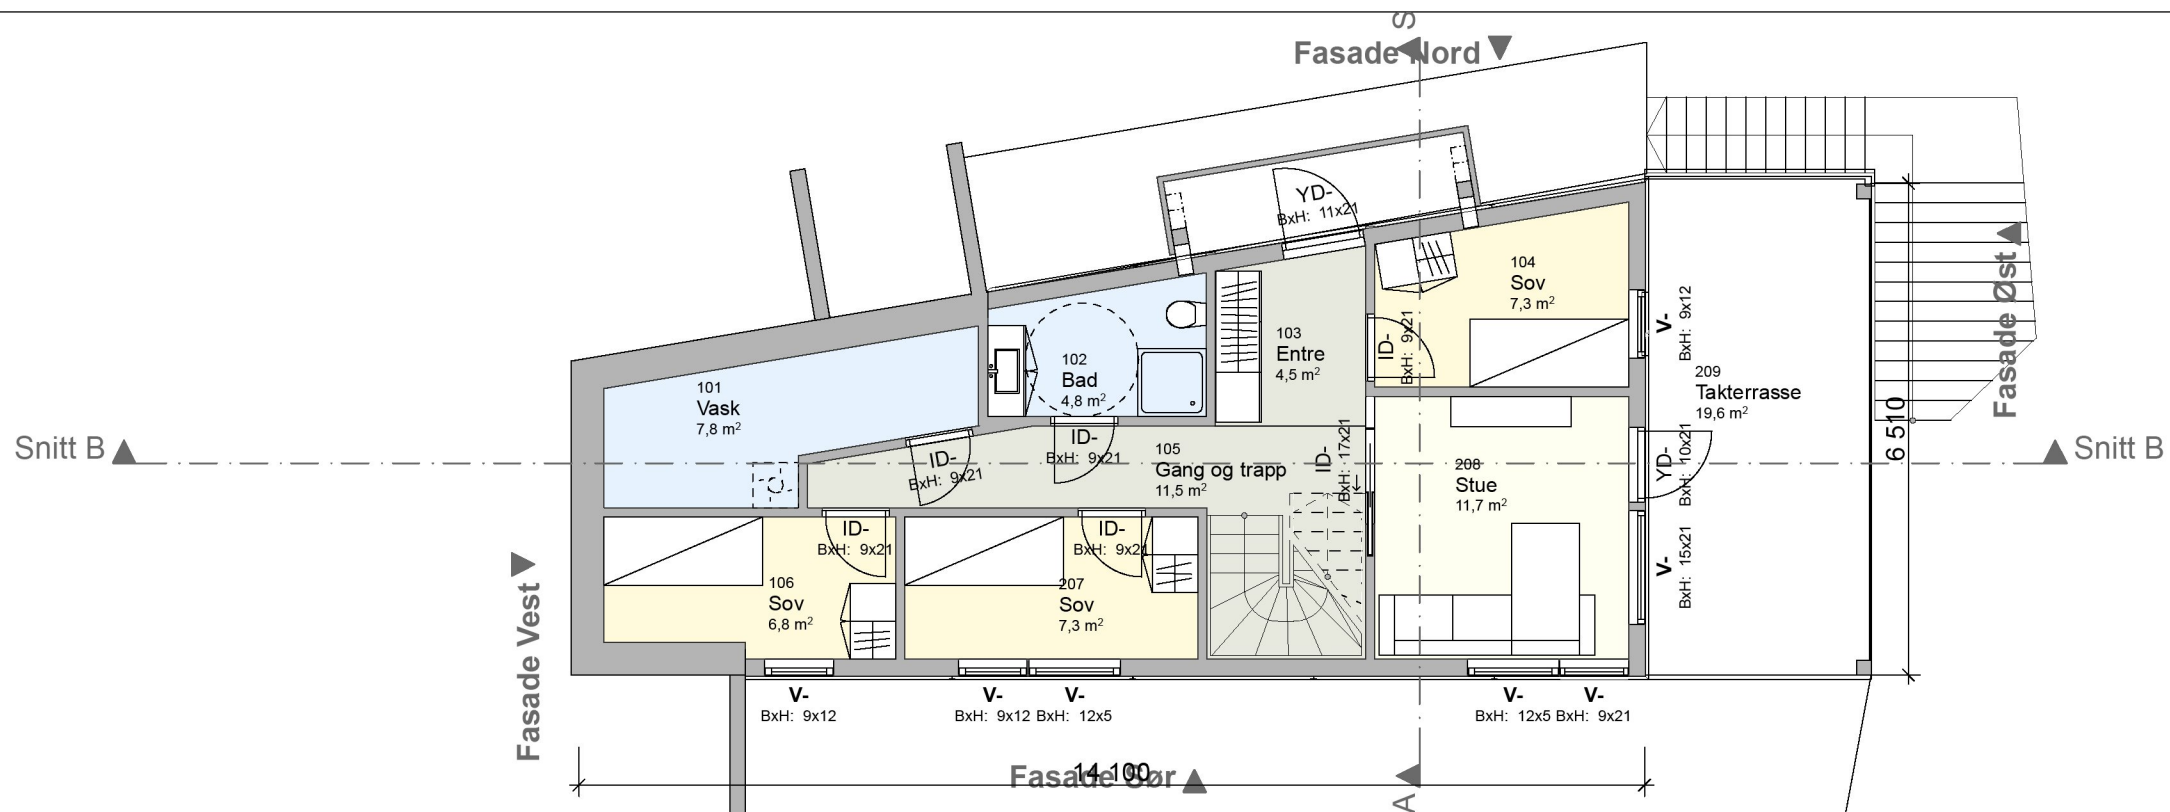 S
Fasade Nord
YD-
BxH: 11x21
104
Sov
7,3 m²
V-
BxH: 9x12
Fasade Øst
103
Entre
4,5 m²
ID-
BxH: 9x21
102
Bad
4,8 m²
101
Vask
7,8 m²
209
Takterrasse
19,6 m²
6 510
Snitt B
Snitt B
ID-
BxH: 9x21
ID-
BxH: 9x21
105
Gang og trapp
11,5 m²
ID-
BxH: 17x21
208
Stue
11,7 m²
YD-
BxH: 10x21
V-
BxH: 15x21
ID-
BxH: 9x21
ID-
BxH: 9x21
106
Sov
6,8 m²
207
Sov
7,3 m²
Fasade Vest
V-
BxH: 9x12
V-
BxH: 9x12
V-
BxH: 12x5
V-
BxH: 12x5
V-
BxH: 9x21
14 100
Fasade Sør
A